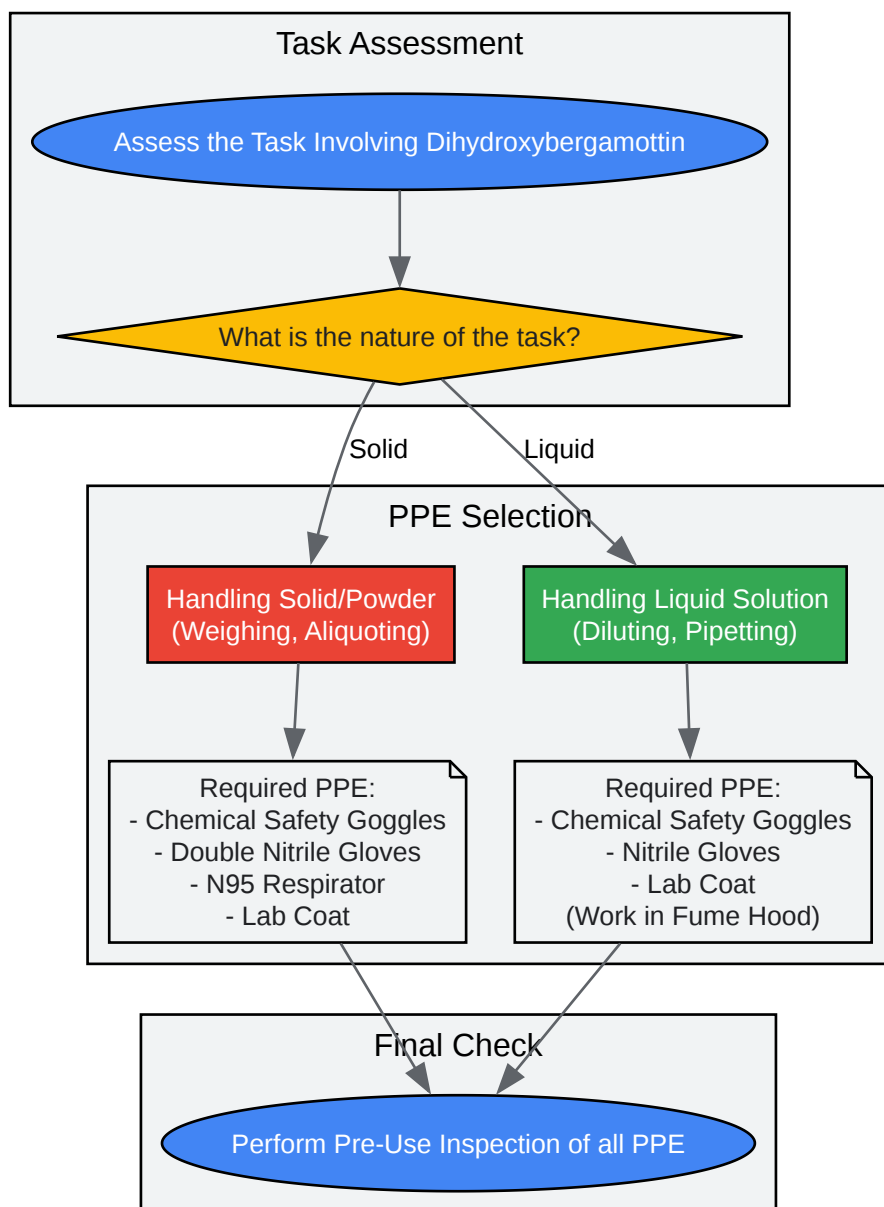 Task Assessment
Assess the Task Involving Dihydroxybergamottin
What is the nature of the task?
Solid
Liquid
PPE Selection
Handling Solid/Powder
(Weighing, Aliquoting)
Handling Liquid Solution
(Diluting, Pipetting)
Required PPE:
- Chemical Safety Goggles
- Double Nitrile Gloves
- N95 Respirator
- Lab Coat
Required PPE:
- Chemical Safety Goggles
- Nitrile Gloves
- Lab Coat
(Work in Fume Hood)
Final Check
Perform Pre-Use Inspection of all PPE